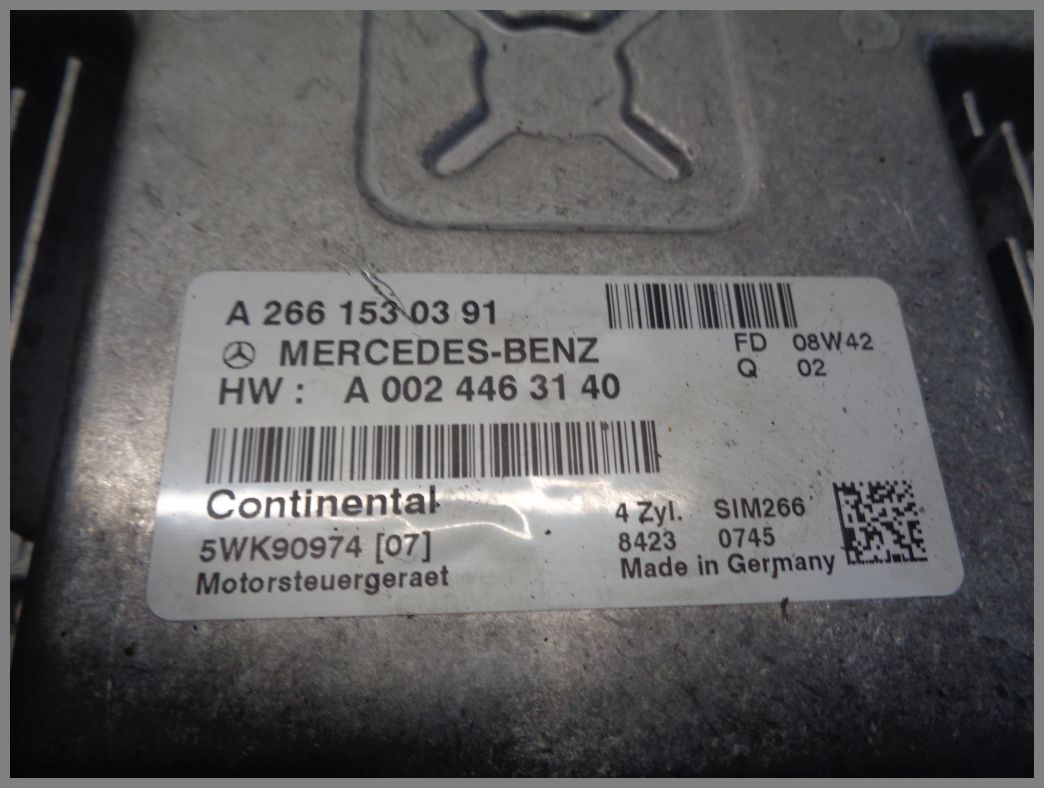 A 266 153 03 91
MERCEDES-BENZ
HW : A 002 446 31 40
FD 08W42
Q 02
Continental
5WK90974 [07]
Motorsteuergeraet
4 Zyl. SIM266
8423 0745
Made in Germany